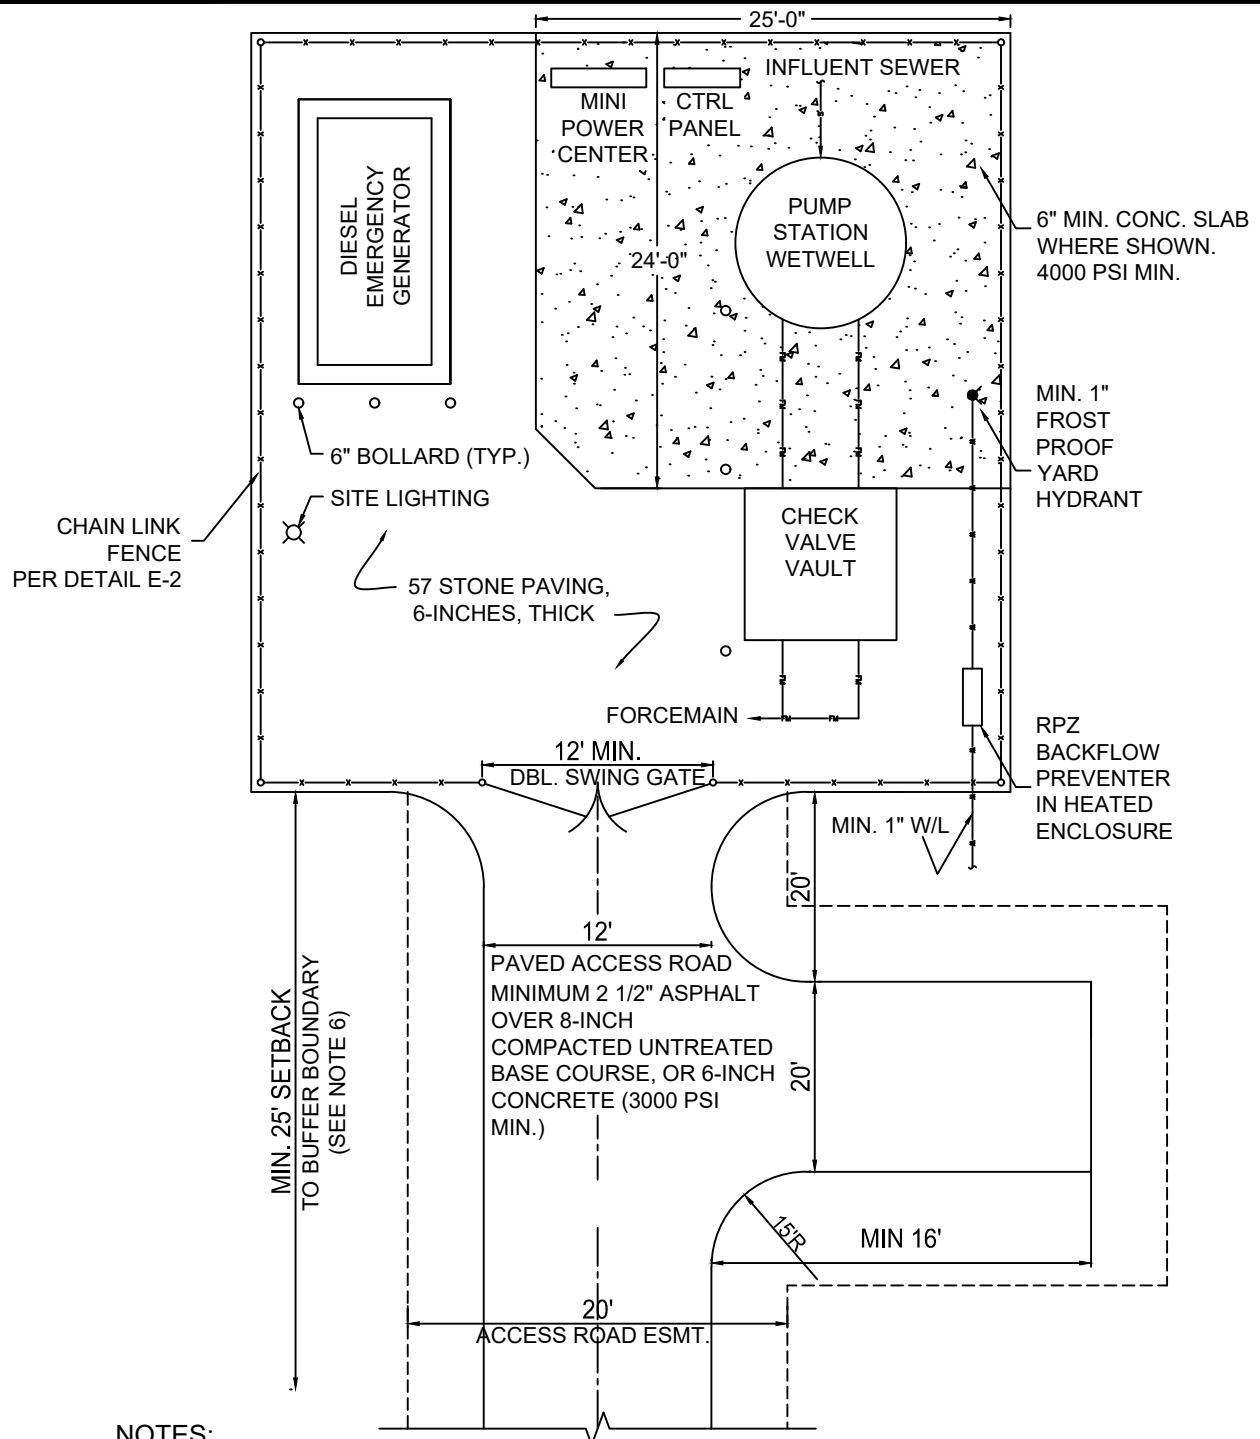 25'-0"
INFLUENT SEWER
MINI
POWER
CENTER
CTRL
PANEL
DIESEL
EMERGENCY
GENERATOR
PUMP
STATION
WETWELL
24'-0"
6" MIN. CONC. SLAB
WHERE SHOWN.
4000 PSI MIN.
MIN. 1"
FROST
PROOF
YARD
HYDRANT
6" BOLLARD (TYP.)
SITE LIGHTING
CHAIN LINK
FENCE
PER DETAIL E-2
CHECK
VALVE
VAULT
57 STONE PAVING,
6-INCHES, THICK
FORCEMAIN
12' MIN.
DBL. SWING GATE
RPZ
BACKFLOW
PREVENTER
IN HEATED
ENCLOSURE
MIN. 1" W/L
20'
12'
PAVED ACCESS ROAD
MINIMUM 2 1/2" ASPHALT
OVER 8-INCH
COMPACTED UNTREATED
BASE COURSE, OR 6-INCH
CONCRETE (3000 PSI
MIN.)
20'
MIN. 25' SETBACK
TO BUFFER BOUNDARY
(SEE NOTE 6)
15'R
MIN 16'
20'
ACCESS ROAD ESMT.
NOTES: